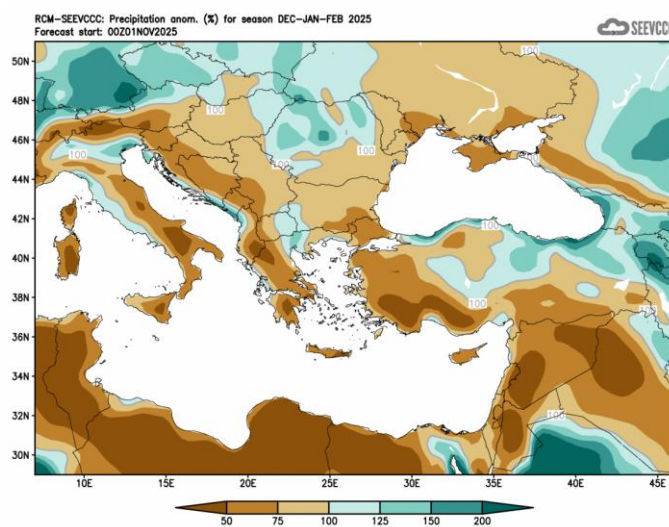 RCM-SEEVCCC: Precipitation anom. (%) for season DEC-JAN-FEB 2025
Forecast start: 00Z01NOV2025
SEEVCCC
50N
48N
46N
44N
42N
40N
38N
36N
34N
32N
30N
100
100
100
100
100
100
100
100
10E 15E 20E 25E 30E 35E 40E 45E
50 75 100 125 150 200